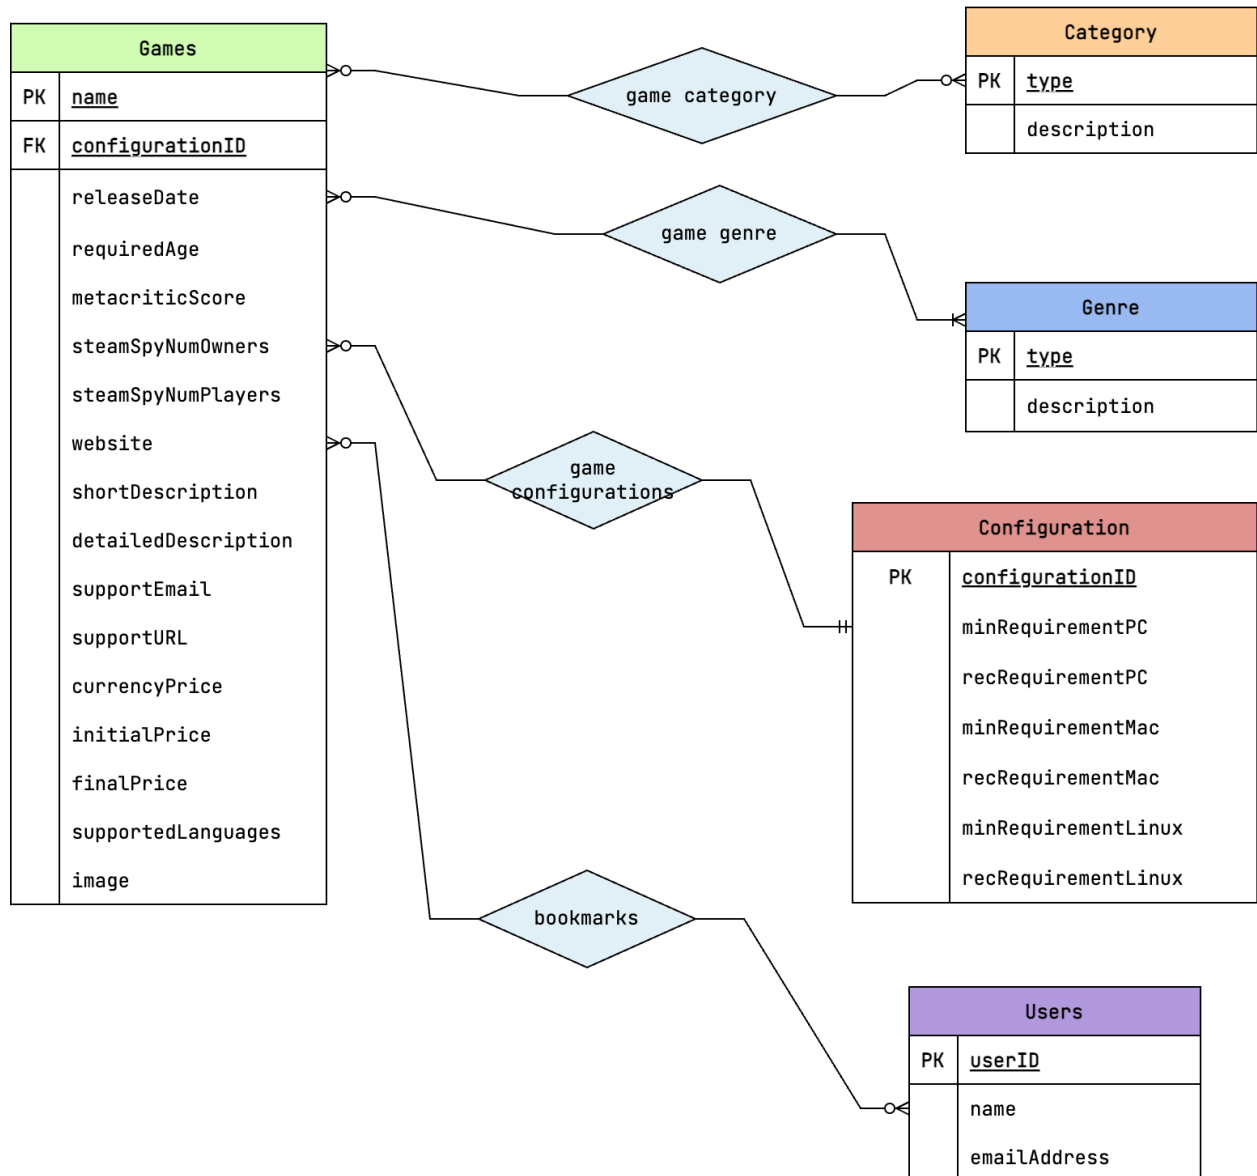 Games
PK name
FK configurationID
releaseDate
requiredAge
metacriticScore
steamSpyNumOwners
steamSpyNumPlayers
website
shortDescription
detailedDescription
supportEmail
supportURL
currencyPrice
initialPrice
finalPrice
supportedLanguages
image
game category
game genre
game
configurations
bookmarks
Category
PK type
description
Genre
PK type
description
Configuration
PK configurationID
minRequirementPC
recRequirementPC
minRequirementMac
recRequirementMac
minRequirementLinux
recRequirementLinux
Users
PK userID
name
emailAddress